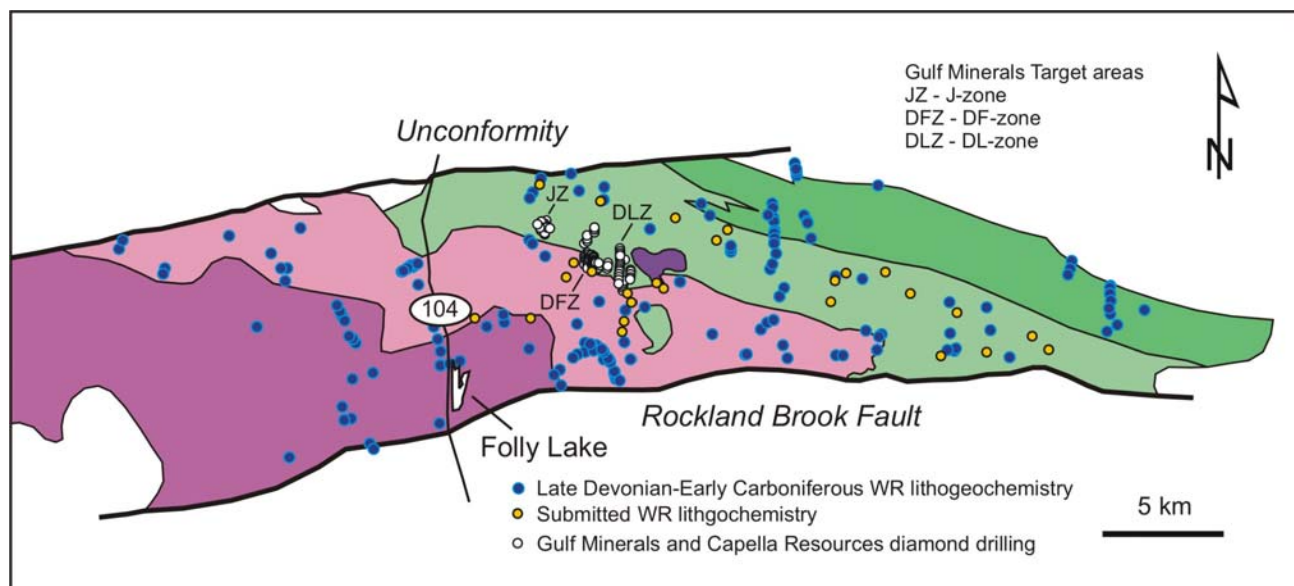 Gulf Minerals Target areas
JZ - J-zone
DFZ - DF-zone
DLZ - DL-zone
N
Unconformity
JZ
DLZ
DFZ
104
Rockland Brook Fault
Folly Lake
Late Devonian-Early Carboniferous WR lithogeochemistry
Submitted WR lithgochemistry
Gulf Minerals and Capella Resources diamond drilling
5 km